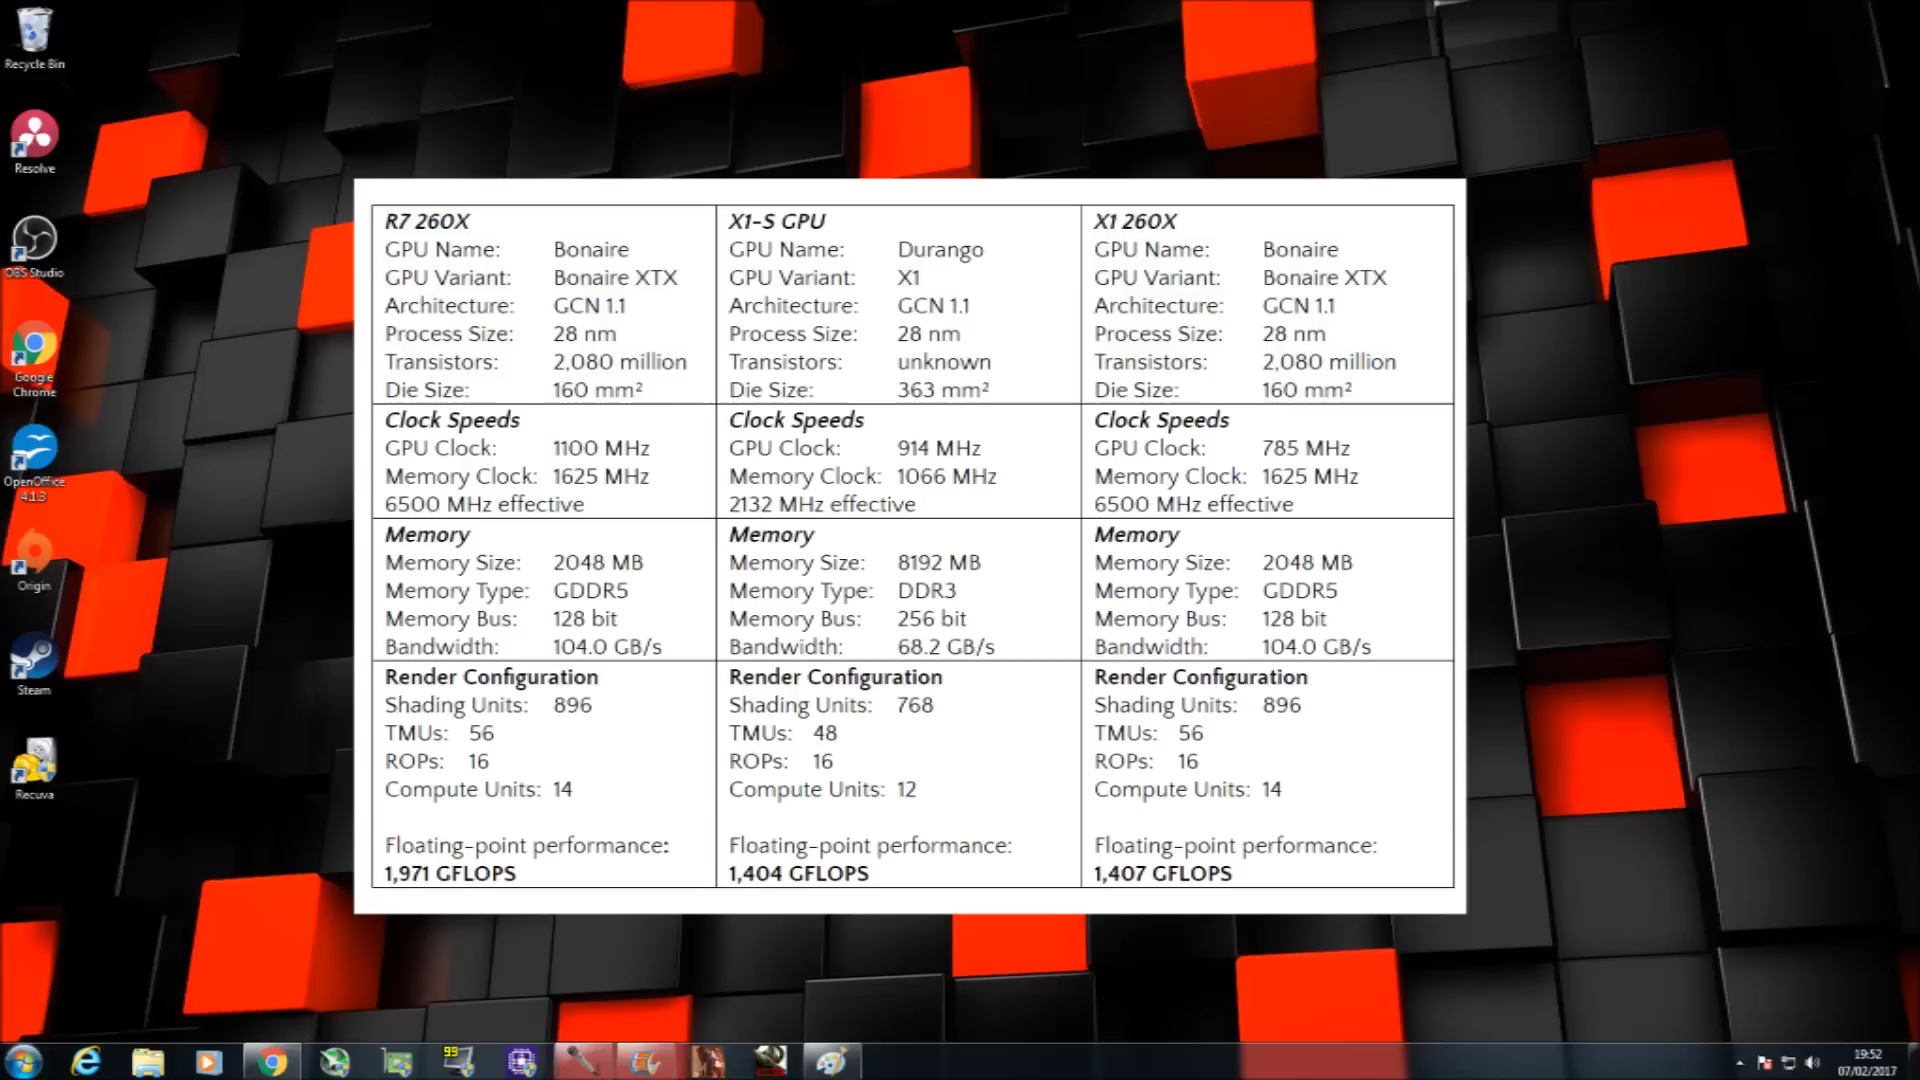 Recycle Bin
Resolve
OBS Studio
Google
Chrome
OpenOffice
4.1.3
Origin
Steam
Recuva
R7 260X
GPU Name: Bonaire
GPU Variant: Bonaire XTX
Architecture: GCN 1.1
Process Size: 28 nm
Transistors: 2,080 million
Die Size: 160 mm²
Clock Speeds
GPU Clock: 1100 MHz
Memory Clock: 1625 MHz
6500 MHz effective
Memory
Memory Size: 2048 MB
Memory Type: GDDR5
Memory Bus: 128 bit
Bandwidth: 104.0 GB/s
Render Configuration
Shading Units: 896
TMUs: 56
ROPs: 16
Compute Units: 14
Floating-point performance:
1,971 GFLOPS
X1-S GPU
GPU Name: Durango
GPU Variant: X1
Architecture: GCN 1.1
Process Size: 28 nm
Transistors: unknown
Die Size: 363 mm²
Clock Speeds
GPU Clock: 914 MHz
Memory Clock: 1066 MHz
2132 MHz effective
Memory
Memory Size: 8192 MB
Memory Type: DDR3
Memory Bus: 256 bit
Bandwidth: 68.2 GB/s
Render Configuration
Shading Units: 768
TMUs: 48
ROPs: 16
Compute Units: 12
Floating-point performance:
1,404 GFLOPS
X1 260X
GPU Name: Bonaire
GPU Variant: Bonaire XTX
Architecture: GCN 1.1
Process Size: 28 nm
Transistors: 2,080 million
Die Size: 160 mm²
Clock Speeds
GPU Clock: 785 MHz
Memory Clock: 1625 MHz
6500 MHz effective
Memory
Memory Size: 2048 MB
Memory Type: GDDR5
Memory Bus: 128 bit
Bandwidth: 104.0 GB/s
Render Configuration
Shading Units: 896
TMUs: 56
ROPs: 16
Compute Units: 14
Floating-point performance:
1,407 GFLOPS
99
19:52
07/02/2017